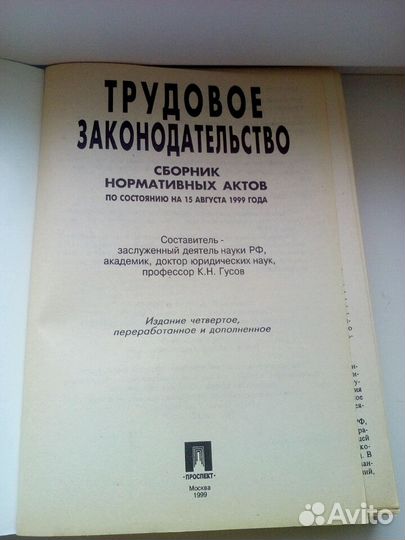 ТРУДОВОЕ
ЗАКОНОДАТЕЛЬСТВО
СБОРНИК
НОРМАТИВНЫХ АКТОВ
ПО СОСТОЯНИЮ НА 15 АВГУСТА 1999 ГОДА
Составитель -
заслуженный деятель науки РФ,
академик, доктор юридических наук,
профессор К.Н. Гусов
Издание четвертое,
переработанное и дополненное
•ПРОСПЕКТ•
Москва
1999
Avito